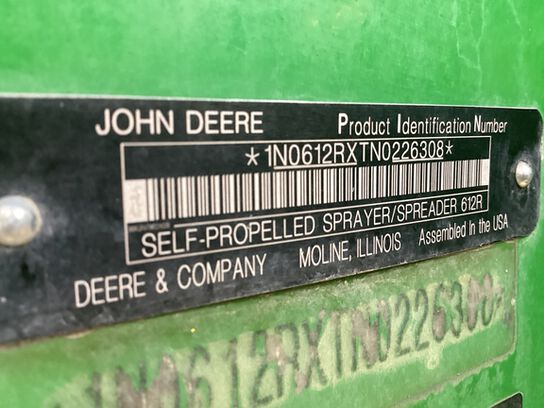 JOHN DEERE Product Identification Number
*1N0612RXTN0226308*
SELF-PROPELLED SPRAYER/SPREADER 612R
DEERE & COMPANY MOLINE, ILLINOIS Assembled in the USA
1N0612RXTN0226308